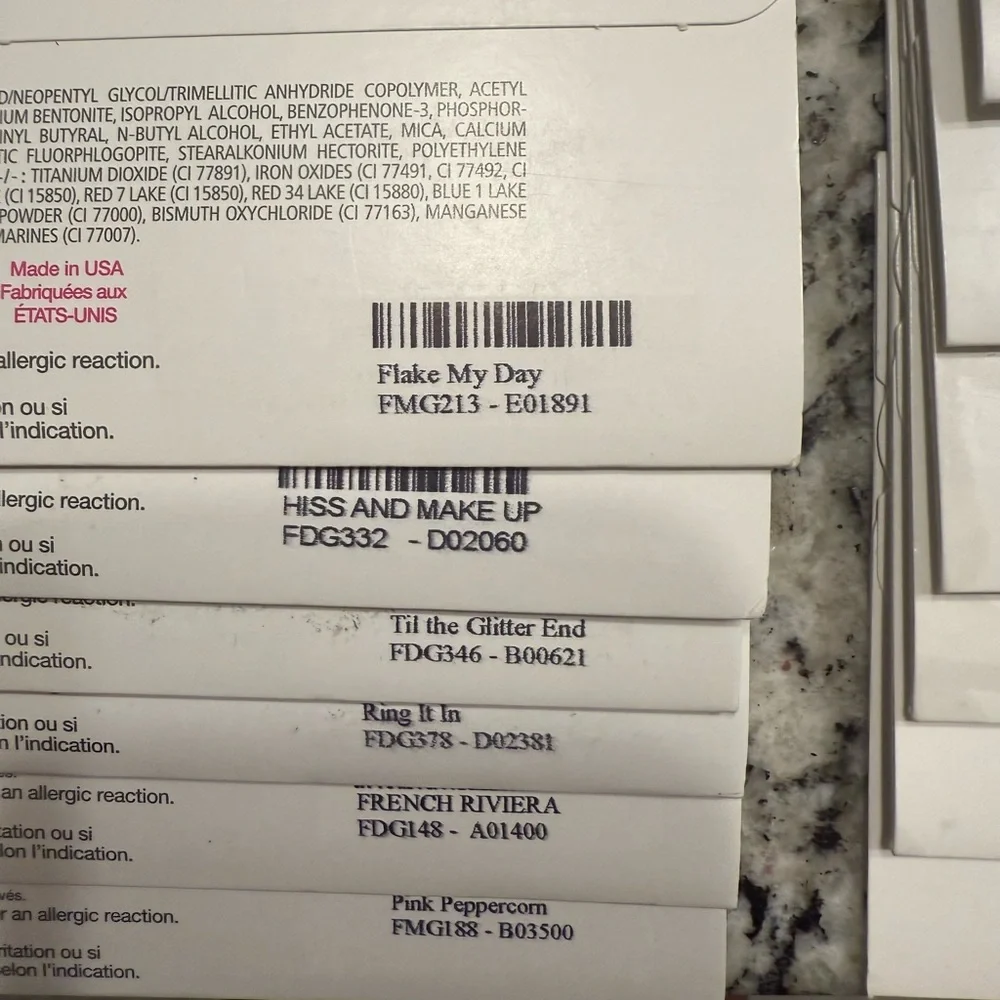 D/NEOPENTYL GLYCOL/TRIMELLITIC ANHYDRIDE COPOLYMER, ACETYL
IUM BENTONITE, ISOPROPYL ALCOHOL, BENZOPHENONE-3, PHOSPHOR-
INYL BUTYRAL, N-BUTYL ALCOHOL, ETHYL ACETATE, MICA, CALCIUM
TIC FLUORPHLOGOPITE, STEARALKONIUM HECTORITE, POLYETHYLENE
-/- : TITANIUM DIOXIDE (CI 77891), IRON OXIDES (CI 77491, CI 77492, CI
(CI 15850), RED 7 LAKE (CI 15850), RED 34 LAKE (CI 15880), BLUE 1 LAKE
POWDER (CI 77000), BISMUTH OXYCHLORIDE (CI 77163), MANGANESE
MARINES (CI 77007).
Made in USA
Fabriquées aux
ÉTATS-UNIS
allergic reaction.
n ou si
l'indication.
Flake My Day
FMG213 - E01891
llergic reaction.
n ou si
indication.
HISS AND MAKE UP
FDG332 - D02060
ergic reaction.
ou si
ndication.
Til the Glitter End
FDG346 - B00621
tion ou si
n l'indication.
Ring It In
FDG378 - D02381
an allergic reaction.
tation ou si
lon l'indication.
FRENCH RIVIERA
FDG148 - A01400
vés.
r an allergic reaction.
ritation ou si
elon l'indication.
Pink Peppercorn
FMG188 - B03500